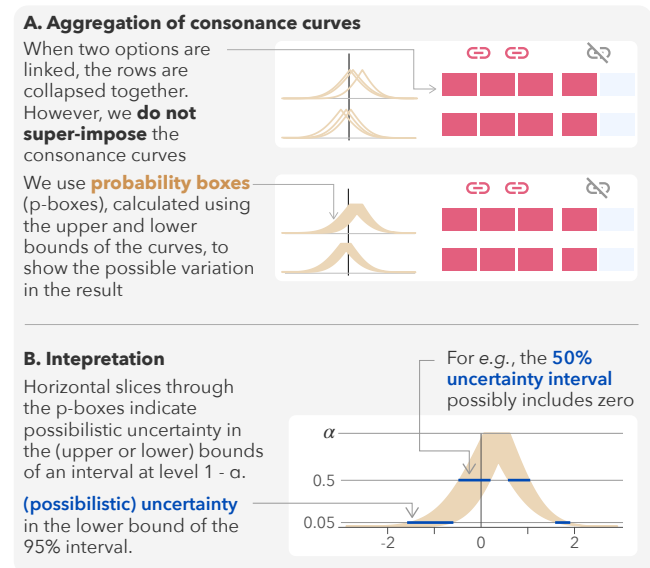 A. Aggregation of consonance curves
When two options are
linked, the rows are
collapsed together.
However, we do not
super-impose the
consonance curves
We use probability boxes
(p-boxes), calculated using
the upper and lower
bounds of the curves, to
show the possible variation
in the result
B. Intepretation
Horizontal slices through
the p-boxes indicate
possibilistic uncertainty in
the (upper or lower) bounds
of an interval at level 1 - α.
(possibilistic) uncertainty
in the lower bound of the
95% interval.
For e.g., the 50%
uncertainty interval
possibly includes zero
α
0.5
0.05
-2
0
2